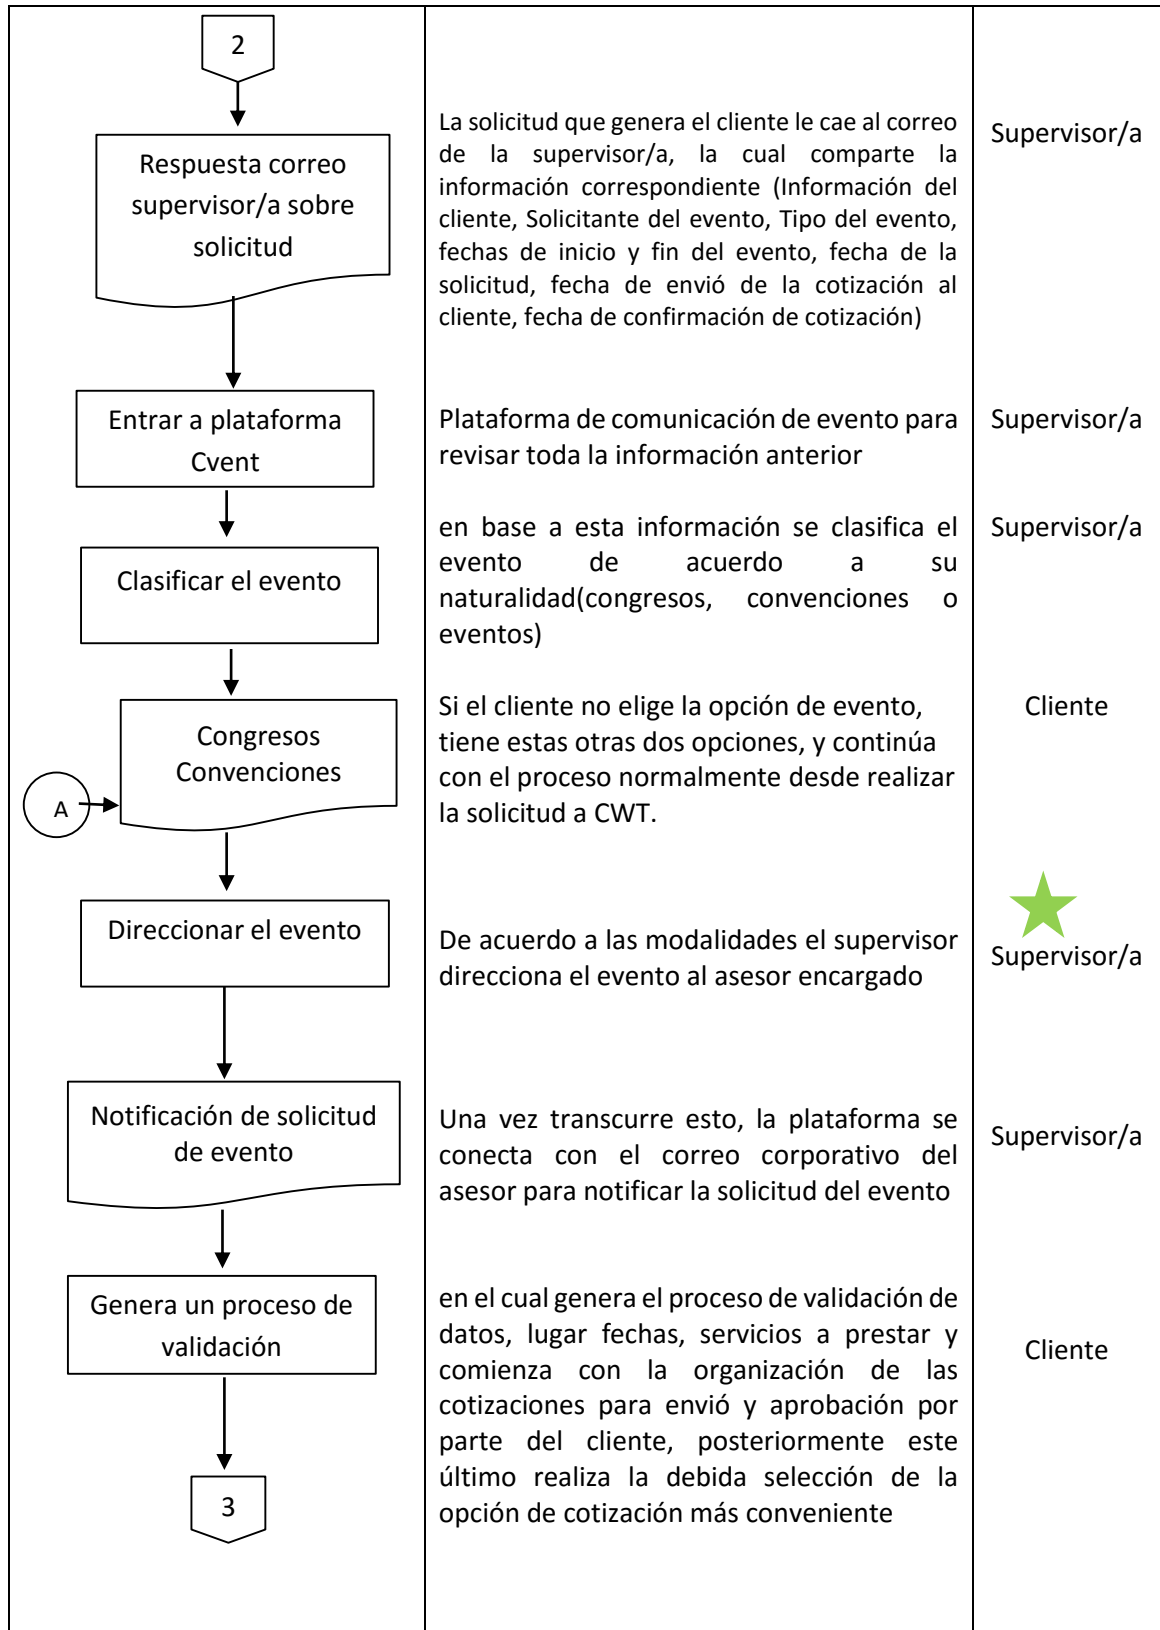 2
Respuesta correo
supervisor/a sobre
solicitud
La solicitud que genera el cliente le cae al correo
de la supervisor/a, la cual comparte la
información correspondiente (Información del
cliente, Solicitante del evento, Tipo del evento,
fechas de inicio y fin del evento, fecha de la
solicitud, fecha de envió de la cotización al
cliente, fecha de confirmación de cotización)
Supervisor/a
Entrar a plataforma
Cvent
Plataforma de comunicación de evento para
revisar toda la información anterior
Supervisor/a
Clasificar el evento
en base a esta información se clasifica el
evento de acuerdo a su
naturalidad(congresos, convenciones o
eventos)
Supervisor/a
Congresos
Convenciones
A
Si el cliente no elige la opción de evento,
tiene estas otras dos opciones, y continúa
con el proceso normalmente desde realizar
la solicitud a CWT.
Cliente
Direccionar el evento
De acuerdo a las modalidades el supervisor
direcciona el evento al asesor encargado
Supervisor/a
Notificación de solicitud
de evento
Una vez transcurre esto, la plataforma se
conecta con el correo corporativo del
asesor para notificar la solicitud del evento
Supervisor/a
Genera un proceso de
validación
en el cual genera el proceso de validación de
datos, lugar fechas, servicios a prestar y
comienza con la organización de las
cotizaciones para envió y aprobación por
parte del cliente, posteriormente este
último realiza la debida selección de la
opción de cotización más conveniente
Cliente
3